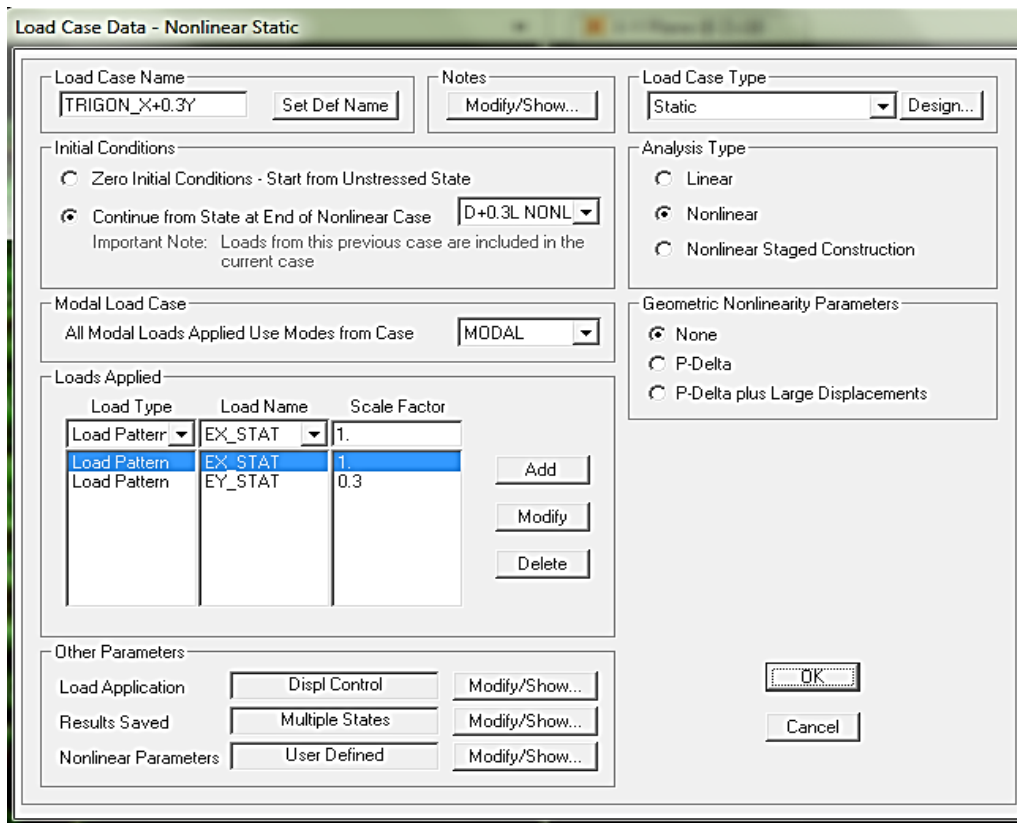 Load Case Data - Nonlinear Static
Load Case Name
TRIGON_X+0.3Y
Set Def Name
Notes
Modify/Show...
Load Case Type
Static
Design...
Initial Conditions
Zero Initial Conditions - Start from Unstressed State
Continue from State at End of Nonlinear Case
D+0.3L NONL
Important Note: Loads from this previous case are included in the
current case
Analysis Type
Linear
Nonlinear
Nonlinear Staged Construction
Modal Load Case
All Modal Loads Applied Use Modes from Case
MODAL
Geometric Nonlinearity Parameters
None
P-Delta
P-Delta plus Large Displacements
Loads Applied
Load Type Load Name Scale Factor
Load Pattern EX_STAT 1.
Load Pattern EX_STAT 1.
Load Pattern EY_STAT 0.3
Add
Modify
Delete
Other Parameters
Load Application Displ Control Modify/Show...
Results Saved Multiple States Modify/Show...
Nonlinear Parameters User Defined Modify/Show...
OK
Cancel